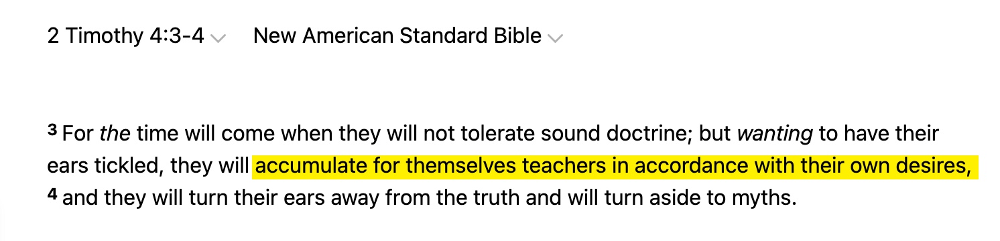 2 Timothy 4:3-4 New American Standard Bible
3 For the time will come when they will not tolerate sound doctrine; but wanting to have their
ears tickled, they will accumulate for themselves teachers in accordance with their own desires,
4 and they will turn their ears away from the truth and will turn aside to myths.